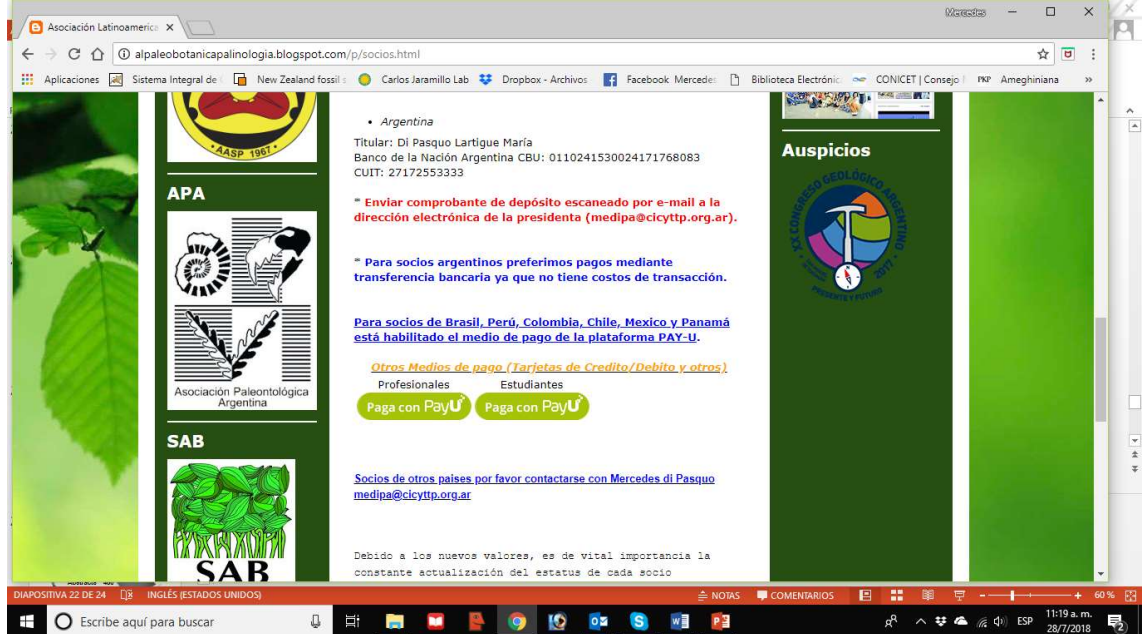 Mercedes
Asociación Latinoamerica
alpaleobotanicapalinologia.blogspot.com/p/socios.html
Aplicaciones
Sistema Integral de
New Zealand fossil s
Carlos Jaramillo Lab
Dropbox - Archivos
Facebook Mercedes
Biblioteca Electrónic
CONICET | Consejo
PKP Ameghiniana
»
AASP 1967
APA
Asociación Paleontológica
Argentina
SAB
SAB
• Argentina
Titular: Di Pasquo Lartigue María
Banco de la Nación Argentina CBU: 0110241530024171768083
CUIT: 27172553333
* Enviar comprobante de depósito escaneado por e-mail a la
dirección electrónica de la presidenta (medipa@cicyttp.org.ar).
* Para socios argentinos preferimos pagos mediante
transferencia bancaria ya que no tiene costos de transacción.
Para socios de Brasil, Perú, Colombia, Chile, Mexico y Panamá
está habilitado el medio de pago de la plataforma PAY-U.
Otros Medios de pago (Tarjetas de Credito/Debito y otros)
Profesionales Estudiantes
Paga con PayU Paga con PayU
Socios de otros paises por favor contactarse con Mercedes di Pasquo
medipa@cicyttp.org.ar
Debido a los nuevos valores, es de vital importancia la
constante actualización del estatus de cada socio
Auspicios
XX CONGRESO GEOLÓGICO ARGENTINO
2017
PRESENTE Y FUTURO
DIAPOSITIVA 22 DE 24 INGLÉS (ESTADOS UNIDOS) NOTAS COMENTARIOS 60 %
Escribe aquí para buscar
ESP
11:19 a. m.
28/7/2018
2